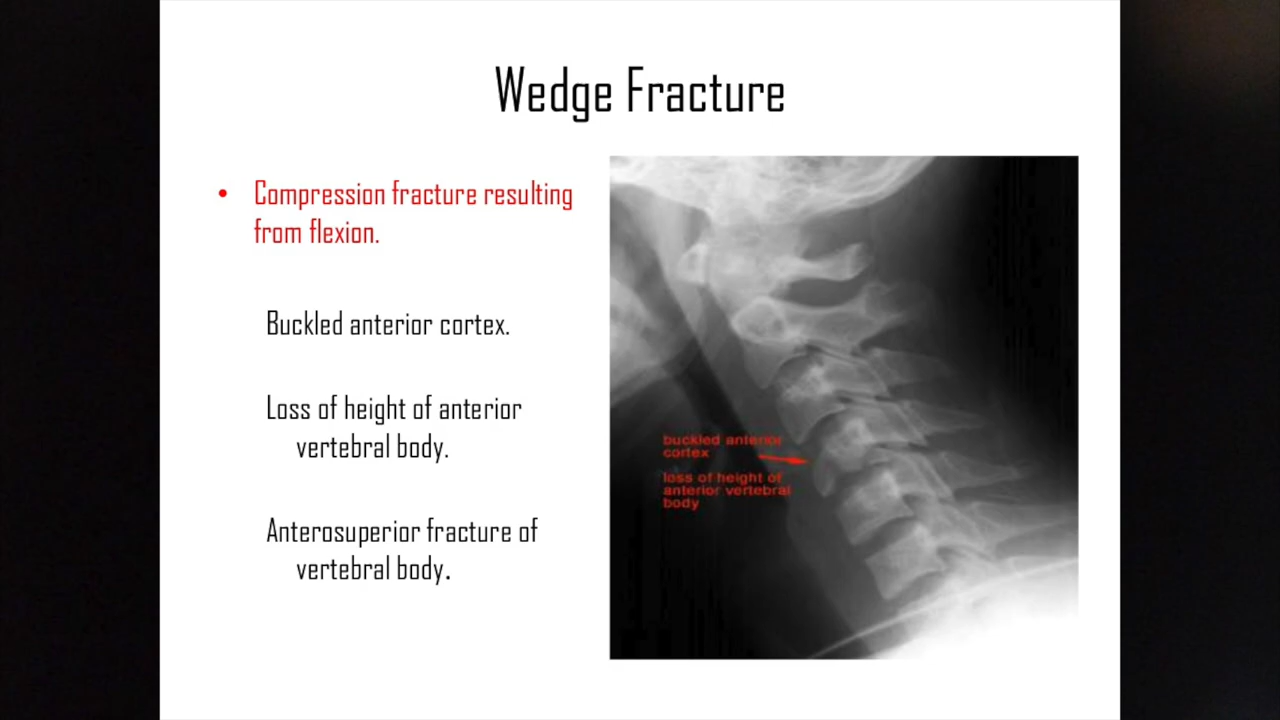 Wedge Fracture
• Compression fracture resulting
from flexion.
Buckled anterior cortex.
Loss of height of anterior
vertebral body.
Anterosuperior fracture of
vertebral body.
buckled anterior
cortex
loss of height of
anterior vertebral
body